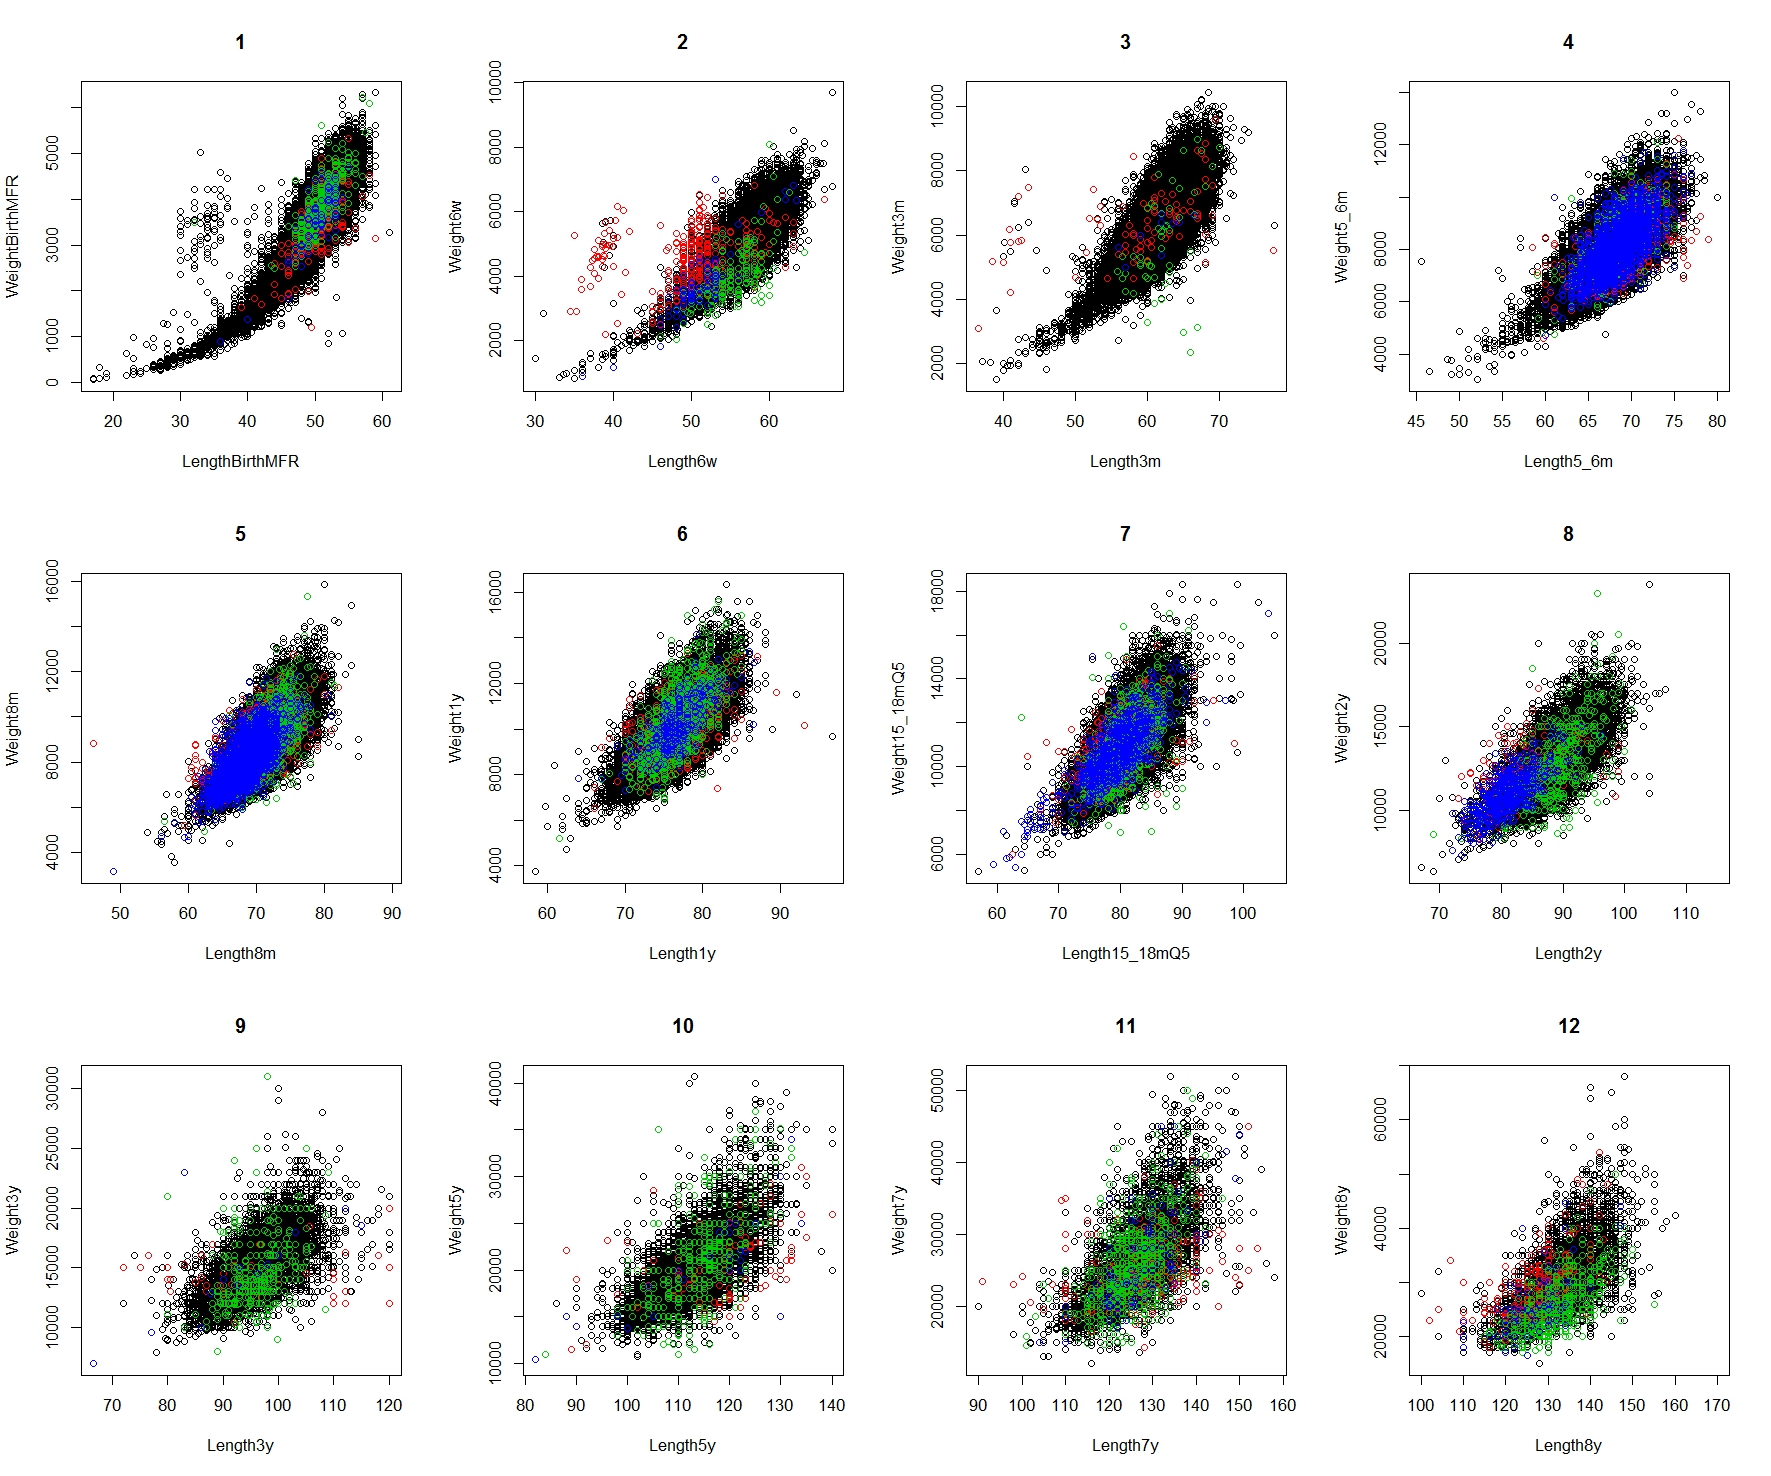 1
2
3
4
WeightBirthMFR
0 1000 3000 5000
20 30 40 50 60
LengthBirthMFR
Weight6w
2000 4000 6000 8000 10000
30 40 50 60
Length6w
Weight3m
2000 4000 6000 8000 10000
40 50 60 70
Length3m
Weight5_6m
4000 6000 8000 12000
45 50 55 60 65 70 75 80
Length5_6m
5
6
7
8
Weight8m
4000 8000 12000 16000
50 60 70 80 90
Length8m
Weight1y
4000 8000 12000 16000
60 70 80 90
Length1y
Weight15_18mQ5
6000 10000 14000 18000
60 70 80 90 100
Length15_18mQ5
Weight2y
10000 15000 20000
70 80 90 100 110
Length2y
9
10
11
12
Weight3y
10000 15000 20000 25000 30000
70 80 90 100 110 120
Length3y
Weight5y
10000 20000 30000 40000
80 90 100 110 120 130 140
Length5y
Weight7y
20000 30000 40000 50000
90 100 110 120 130 140 150 160
Length7y
Weight8y
20000 40000 60000
100 110 120 130 140 150 160 170
Length8y